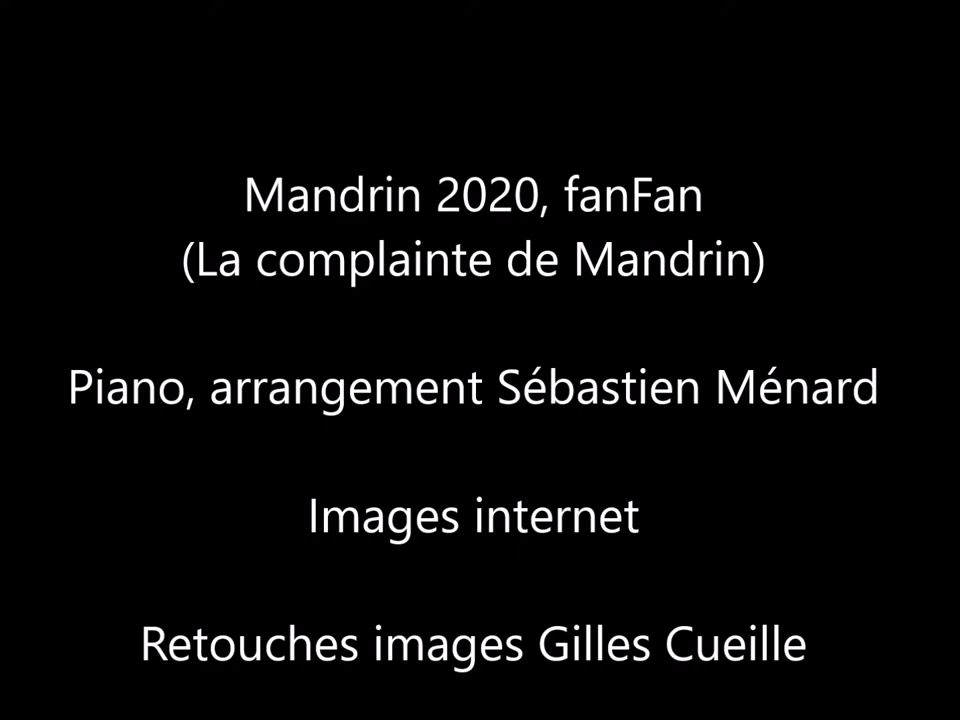 Mandrin 2020, fanFan
(La complainte de Mandrin)
Piano, arrangement Sébastien Ménard
Images internet
Retouches images Gilles Cueille